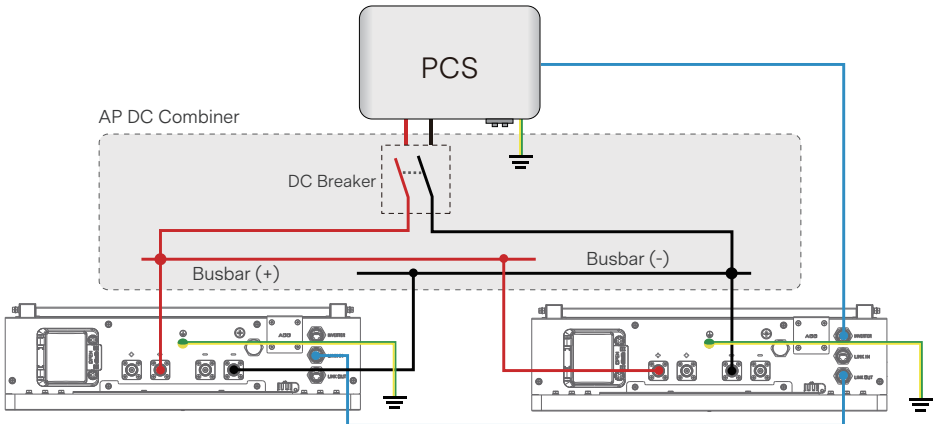 PCS
AP DC Combiner
DC Breaker
Busbar (+)
Busbar (-)
ADD
INVERTER
LINK OUT
ADD
INVERTER
LINK IN
LINK OUT